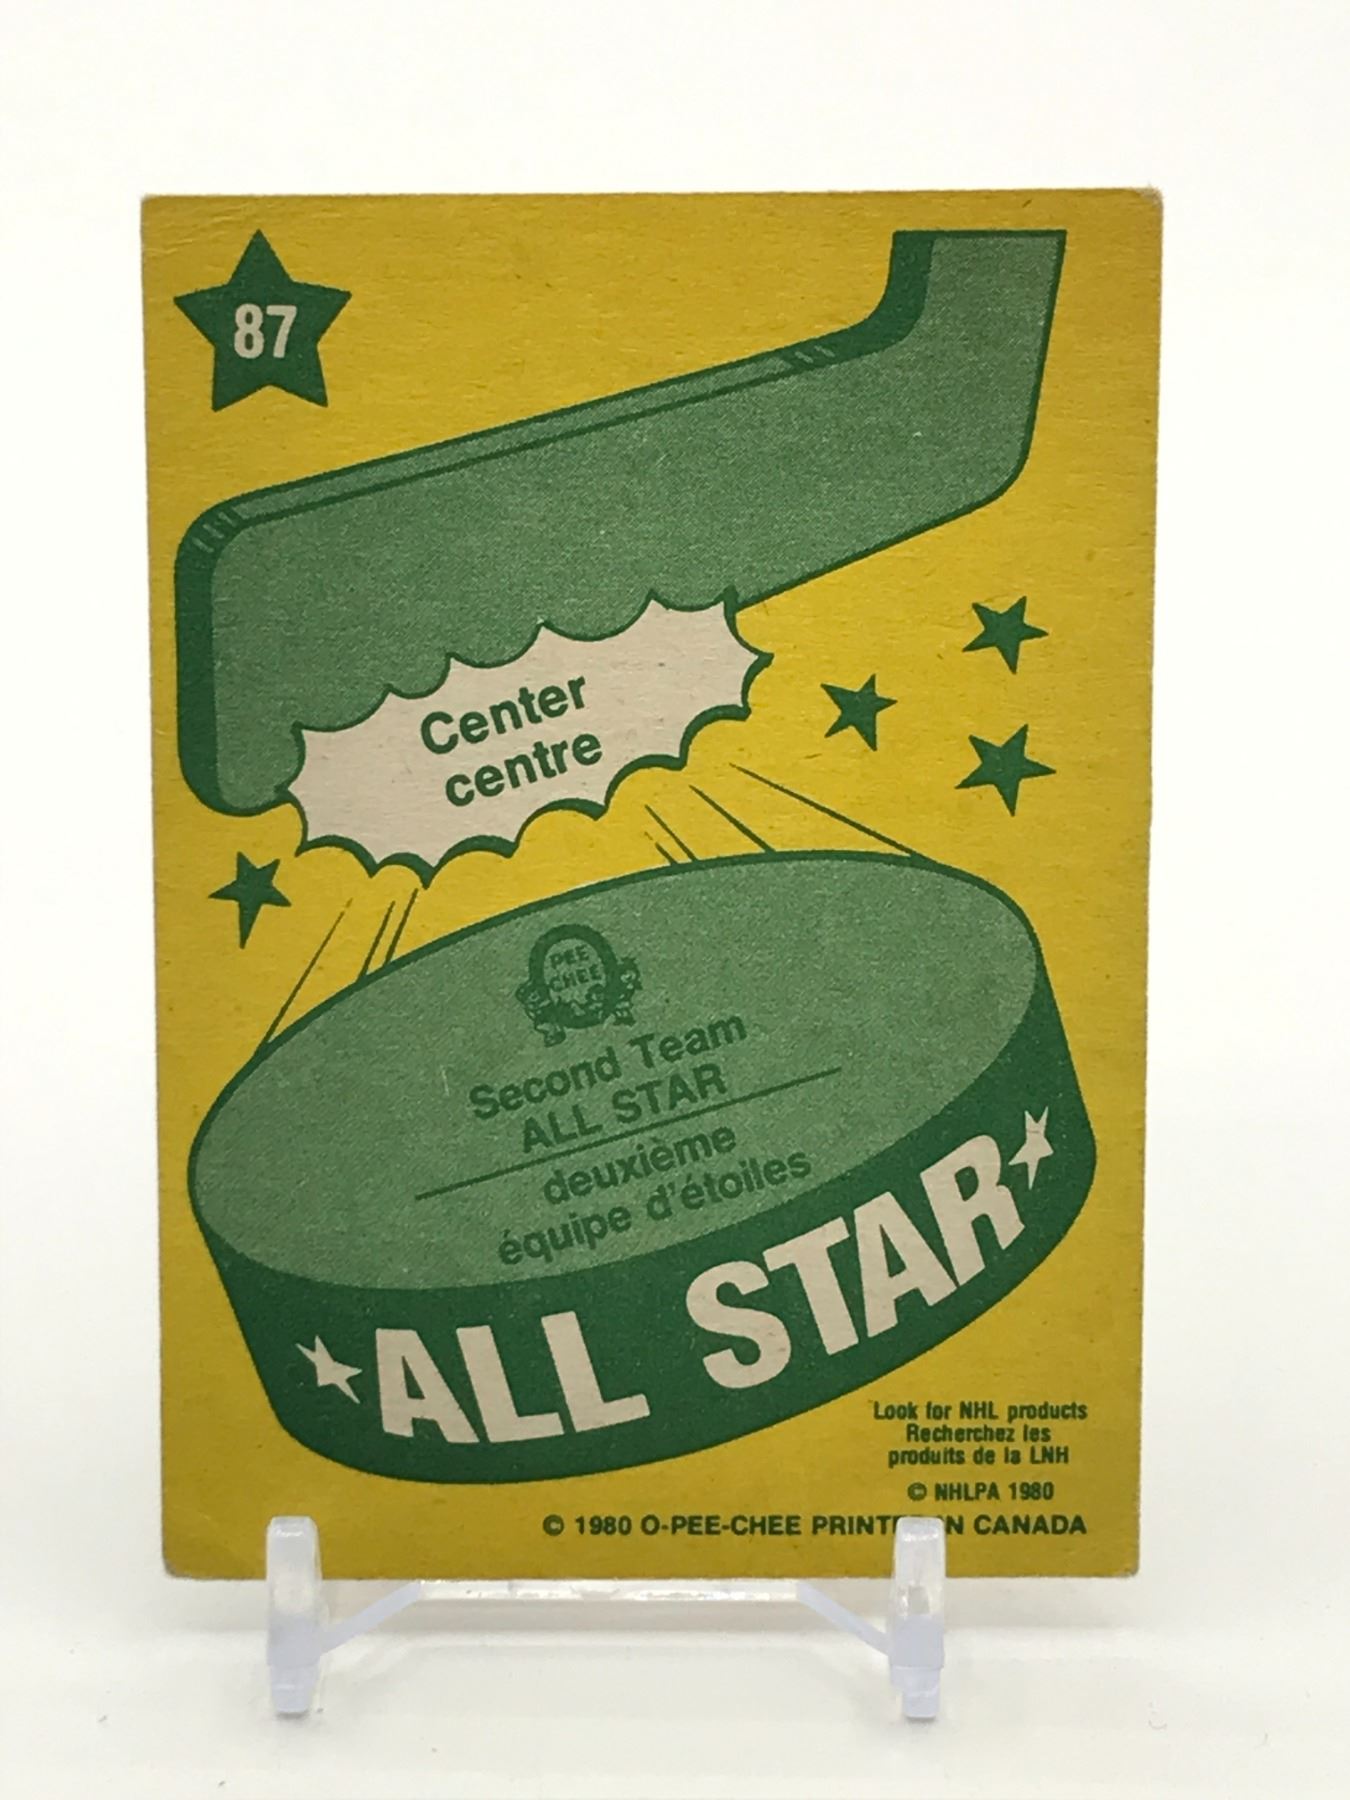 87
Center
centre
PEE
CHEE
Second Team
ALL STAR
deuxième
équipe d'étoiles
ALL STAR
Look for NHL products
Recherchez les
produits de la LNH
© NHLPA 1980
© 1980 O-PEE-CHEE CANADA